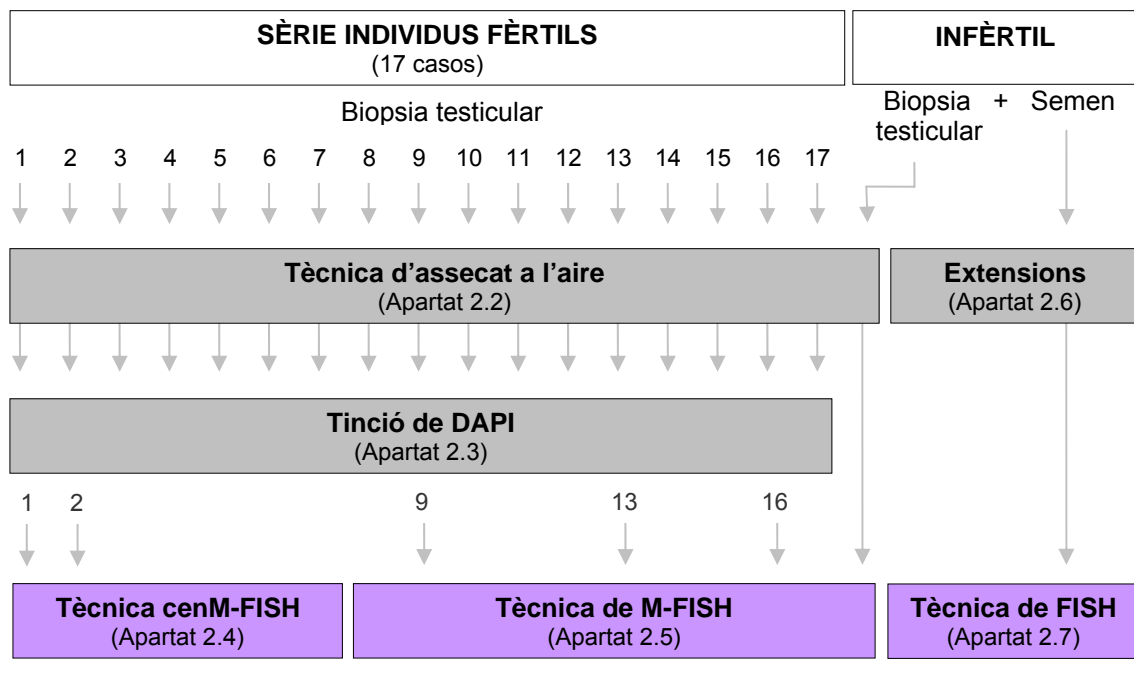 SÈRIE INDIVIDUS FÈRTILS
(17 casos)
INFÈRTIL
Biopsia testicular
Biopsia + Semen
testicular
1 2 3 4 5 6 7 8 9 10 11 12 13 14 15 16 17
Tècnica d'assecat a l'aire
(Apartat 2.2)
Extensions
(Apartat 2.6)
Tinció de DAPI
(Apartat 2.3)
1 2 9 13 16
Tècnica cenM-FISH
(Apartat 2.4)
Tècnica de M-FISH
(Apartat 2.5)
Tècnica de FISH
(Apartat 2.7)